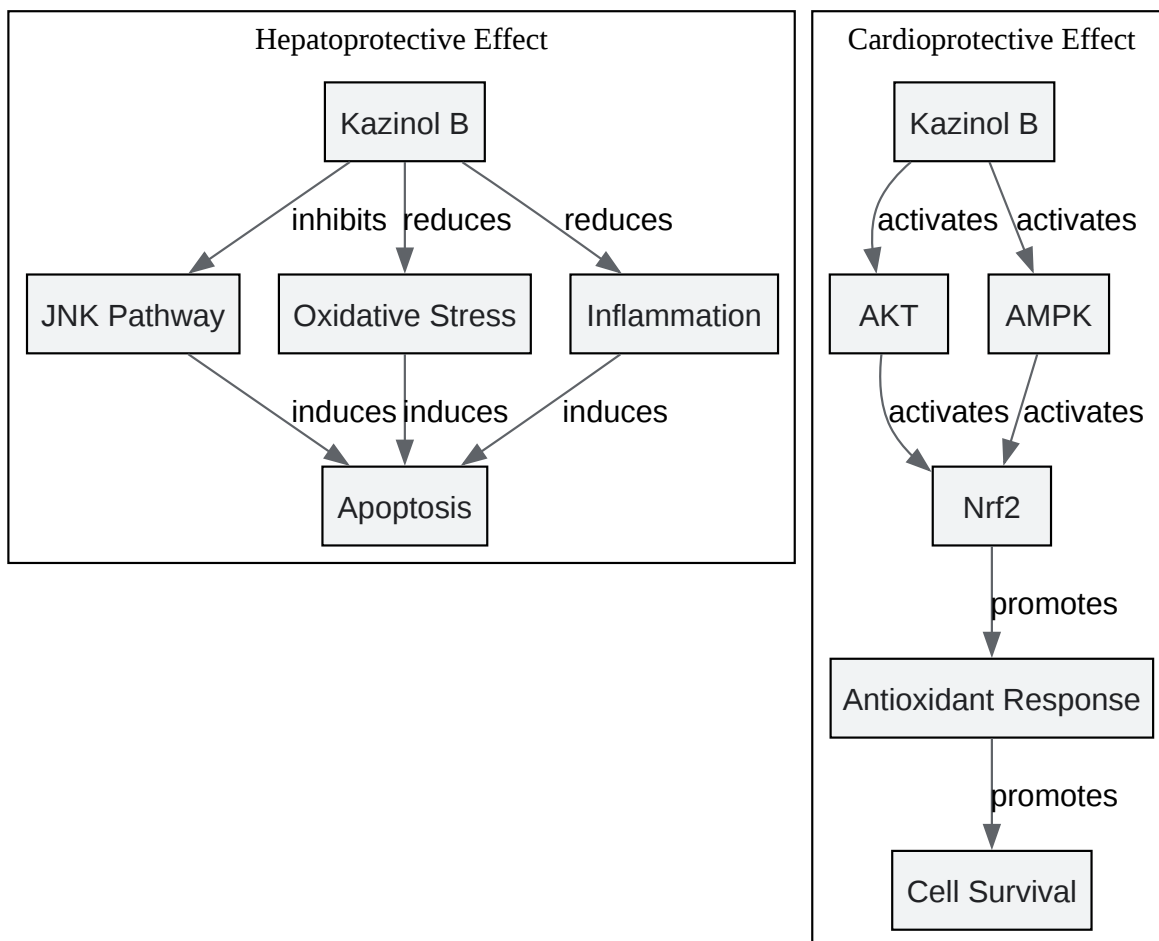 Hepatoprotective Effect
Kazinol B
inhibits
reduces
reduces
JNK Pathway
Oxidative Stress
Inflammation
induces
induces
induces
Apoptosis
Cardioprotective Effect
Kazinol B
activates
activates
AKT
AMPK
activates
activates
Nrf2
promotes
Antioxidant Response
promotes
Cell Survival